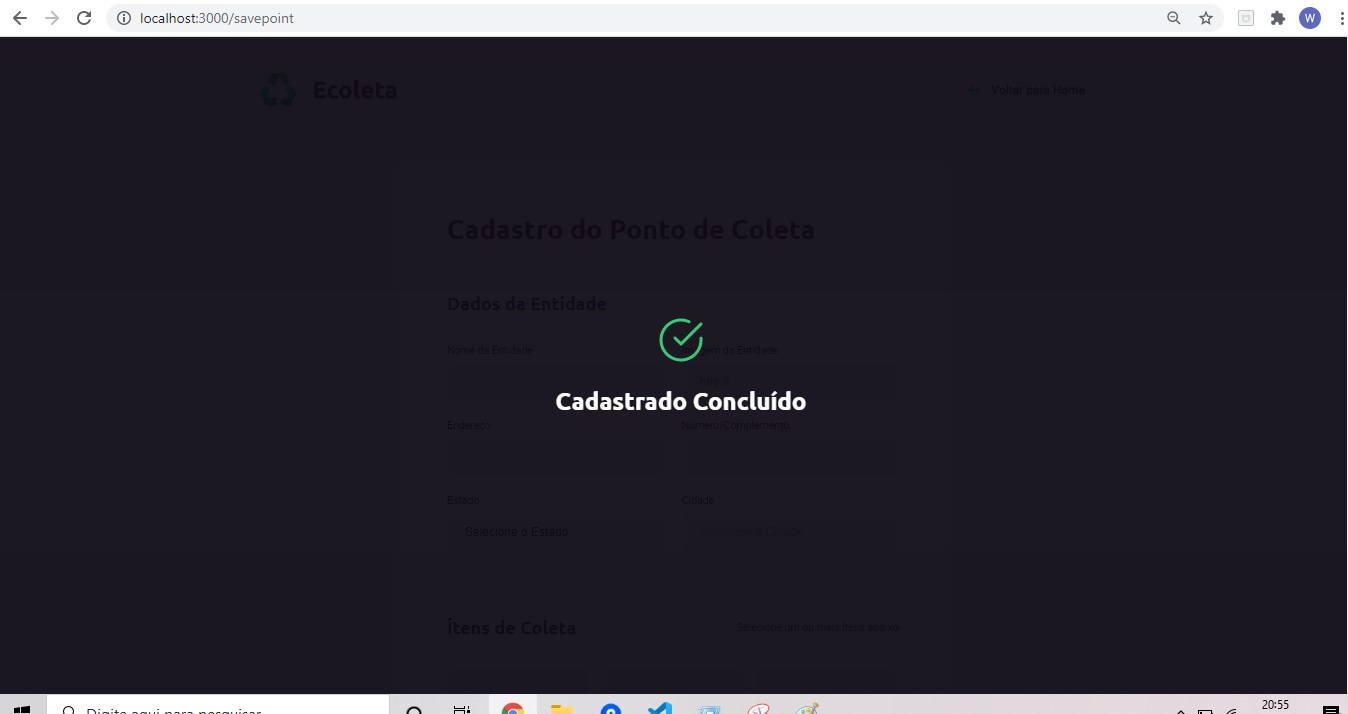 localhost:3000/savepoint
W
Ecoleta
Voltar para Home
Cadastro do Ponto de Coleta
Dados da Entidade
Nome da Entidade
da Entidade
Cadastrado Concluído
Endereço
Número/Complemento
Estado
Cidade
Selecione o Estado
Selecione a Cidade
Ítens de Coleta
Selecione um ou mais ítens abaixo
Digite aqui para pesquisar
20:55